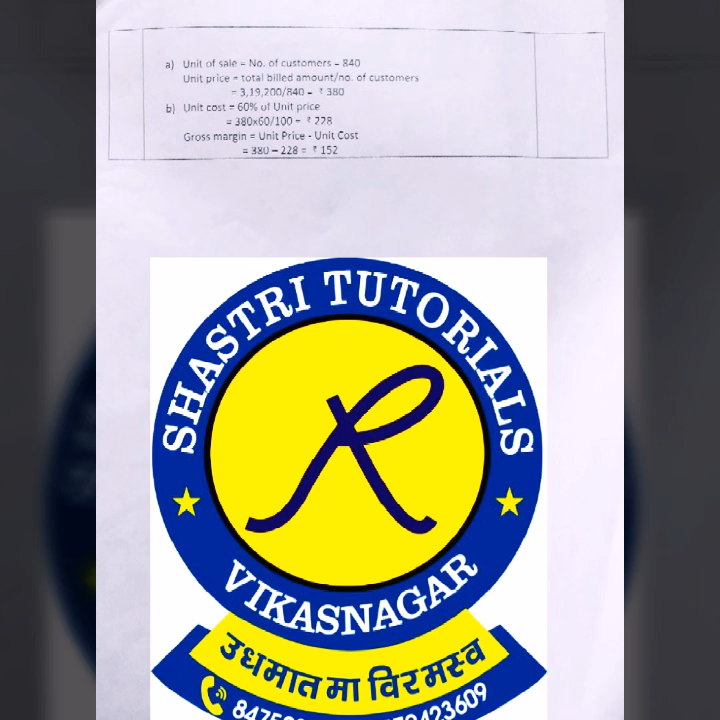 a) Unit of sale = No. of customers = 840
Unit price = total billed amount/no. of customers
= 3,19,200/840 = ₹ 380
b) Unit cost = 60% of Unit price
= 380x60/100 = ₹ 228
Gross margin = Unit Price - Unit Cost
= 380 – 228 = ₹ 152
SHASTRI TUTORIALS
VIKASNAGAR
उधमात मा विरमस्व